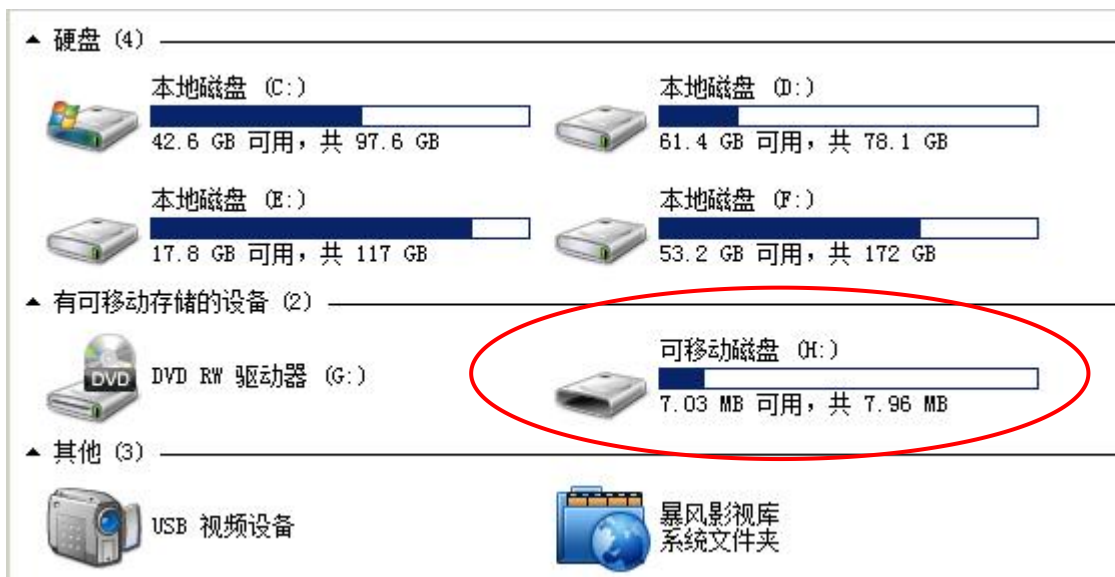 硬盘 (4)
本地磁盘 (C:)
42.6 GB 可用，共 97.6 GB
本地磁盘 (D:)
61.4 GB 可用，共 78.1 GB
本地磁盘 (E:)
17.8 GB 可用，共 117 GB
本地磁盘 (F:)
53.2 GB 可用，共 172 GB
有可移动存储的设备 (2)
DVD
DVD RW 驱动器 (G:)
可移动磁盘 (H:)
7.03 MB 可用，共 7.96 MB
其他 (3)
USB 视频设备
暴风影视库
系统文件夹